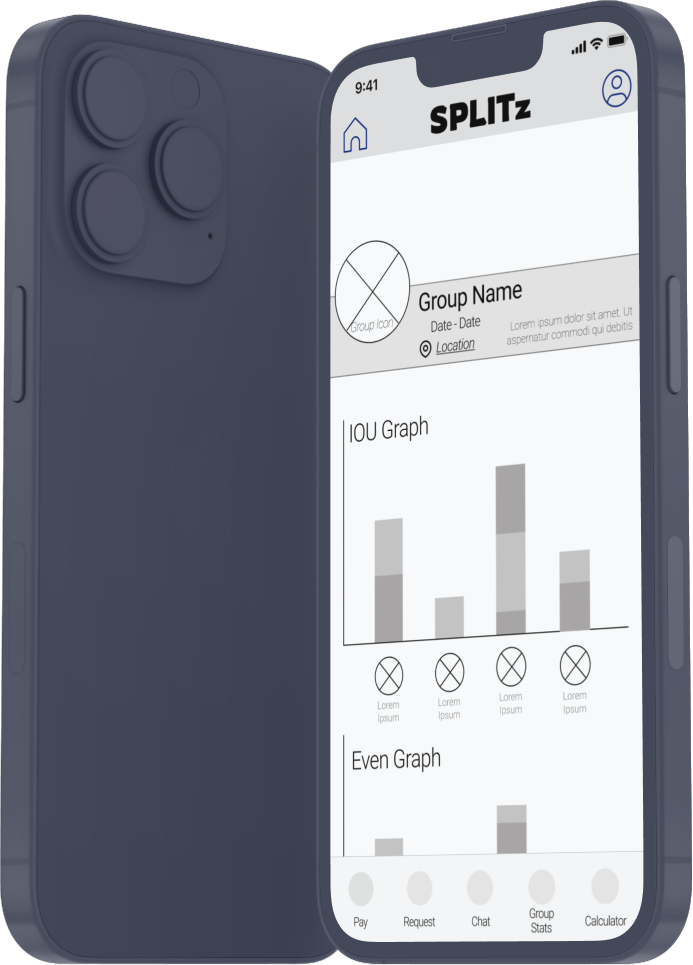 9:41
SPLITz
Group Icon
Group Name
Date - Date
Location
Lorem ipsum dolor sit amet. Ut
aspernatur commodi qui debitis
IOU Graph
Lorem
Ipsum
Lorem
Ipsum
Lorem
Ipsum
Lorem
Ipsum
Even Graph
Pay
Request
Chat
Group
Stats
Calculator